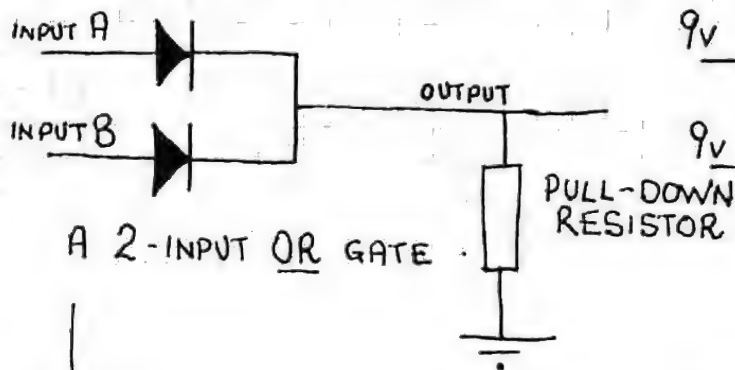 INPUT A
9V
OUTPUT
INPUT B
9V
PULL-DOWN
RESISTOR
A 2-INPUT OR GATE.